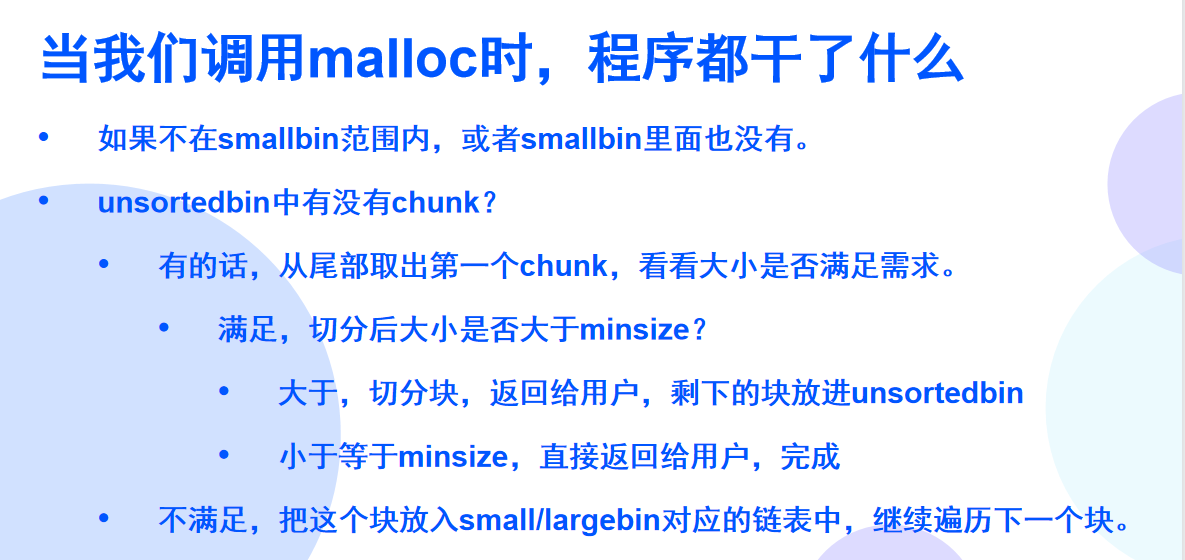 当我们调用malloc时，程序都干了什么
• 如果不在smallbin范围内，或者smallbin里面也没有。
• unsortedbin中有没有chunk？
• 有的话，从尾部取出第一个chunk，看看大小是否满足需求。
• 满足，切分后大小是否大于minsize？
• 大于，切分块，返回给用户，剩下的块放进unsortedbin
• 小于等于minsize，直接返回给用户，完成
• 不满足，把这个块放入small/largebin对应的链表中，继续遍历下一个块。